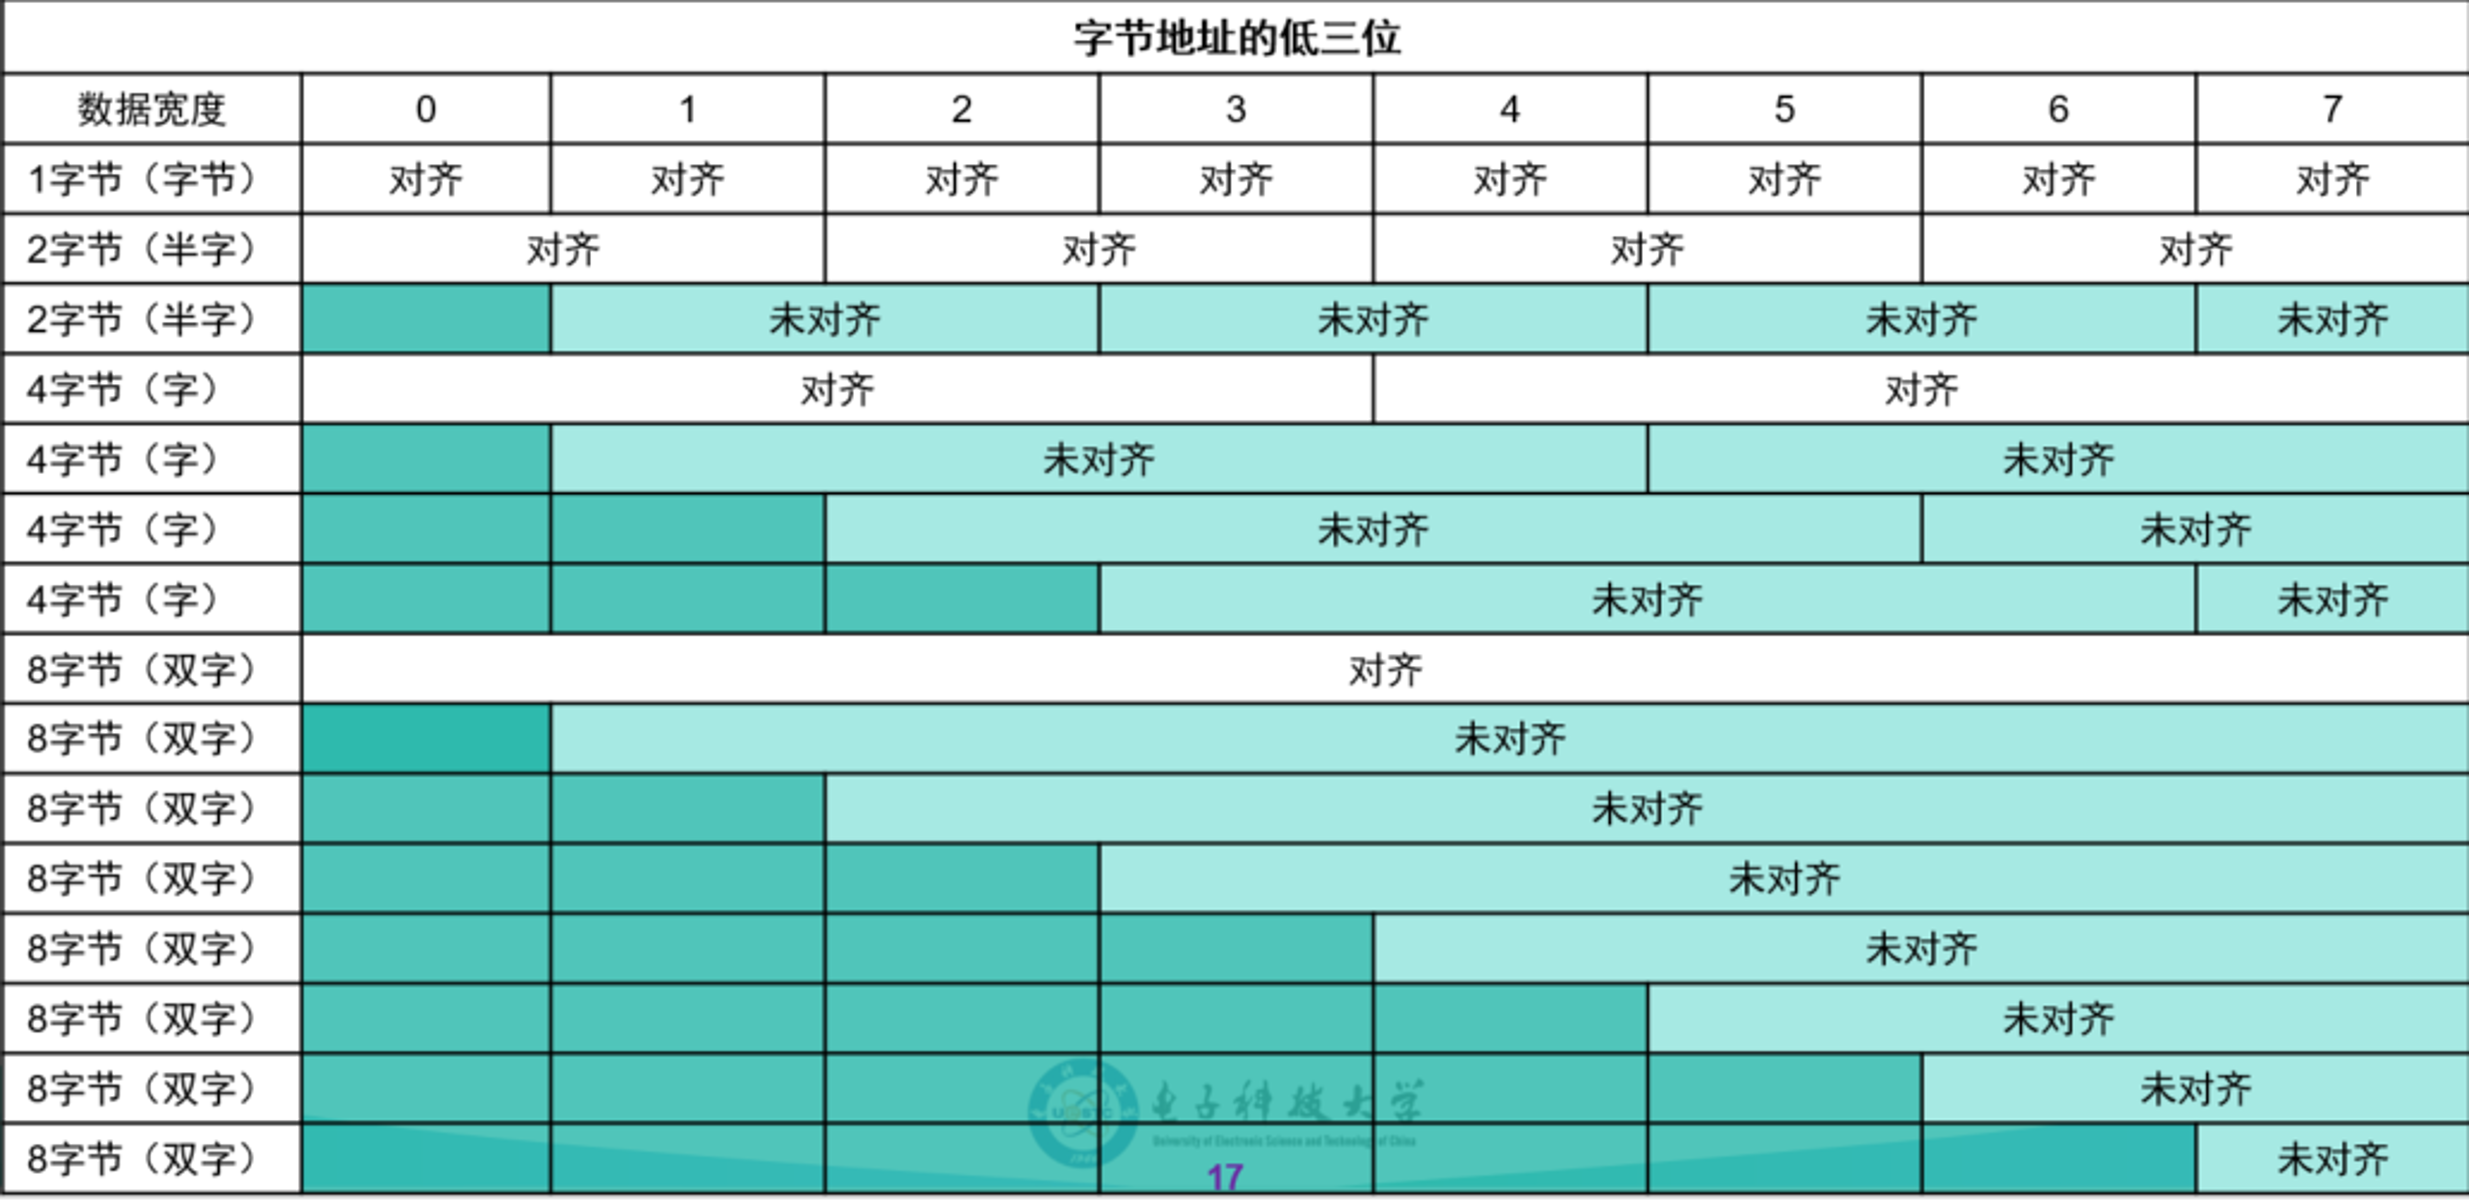 字节地址的低三位
数据宽度 0 1 2 3 4 5 6 7
1字节（字节） 对齐 对齐 对齐 对齐 对齐 对齐 对齐 对齐
2字节（半字） 对齐 对齐 对齐 对齐
2字节（半字） 未对齐 未对齐 未对齐 未对齐
4字节（字） 对齐 对齐
4字节（字） 未对齐 未对齐
4字节（字） 未对齐 未对齐
4字节（字） 未对齐 未对齐
8字节（双字） 对齐
8字节（双字） 未对齐
8字节（双字） 未对齐
8字节（双字） 未对齐
8字节（双字） 未对齐
8字节（双字） 未对齐
8字节（双字） 未对齐
电子科技大学
University of Electronic Science and Technology of China
8字节（双字） 未对齐
17